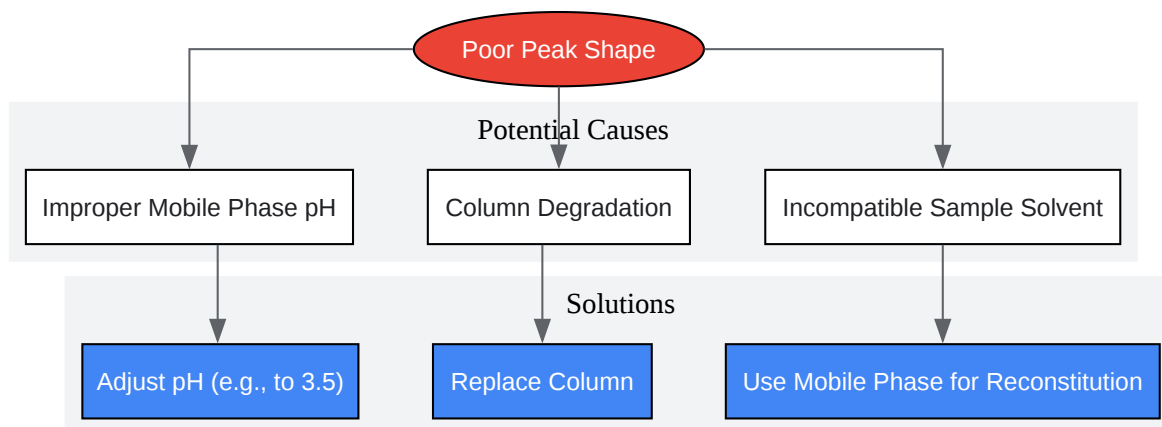 Poor Peak Shape
Potential Causes
Improper Mobile Phase pH
Column Degradation
Incompatible Sample Solvent
Solutions
Adjust pH (e.g., to 3.5)
Replace Column
Use Mobile Phase for Reconstitution